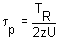 τp = TR / 2zU